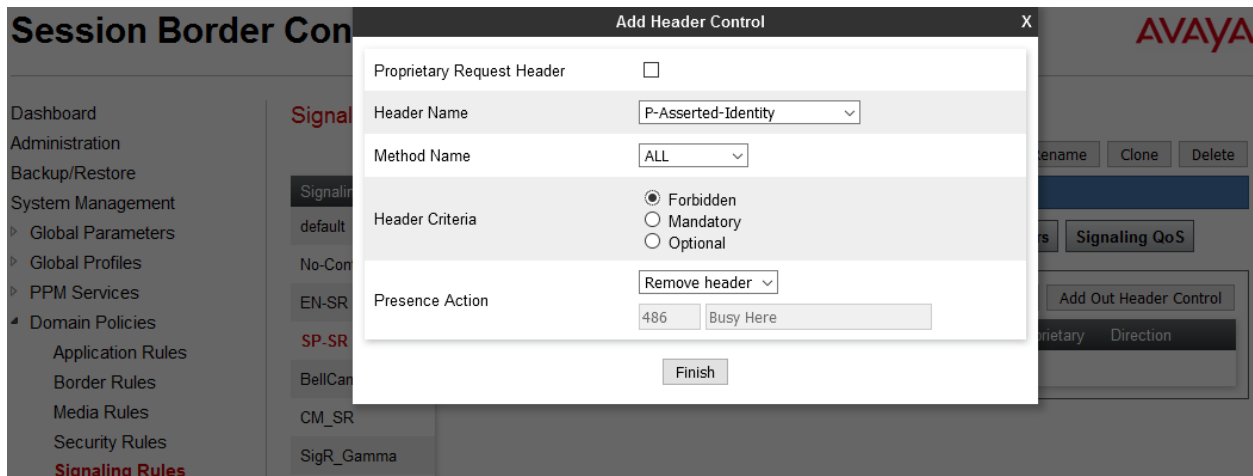 Session Border Con
AVAYA
Add Header Control X
Proprietary Request Header
Header Name P-Asserted-Identity
Method Name ALL
Header Criteria Forbidden
Mandatory
Optional
Presence Action Remove header
486 Busy Here
Finish
Dashboard
Administration
Backup/Restore
System Management
Global Parameters
Global Profiles
PPM Services
Domain Policies
Application Rules
Border Rules
Media Rules
Security Rules
Signaling Rules
Signal
Signalin
default
No-Con
EN-SR
SP-SR
BellCan
CM_SR
SigR_Gamma
ename Clone Delete
rs Signaling QoS
Add Out Header Control
prietary Direction